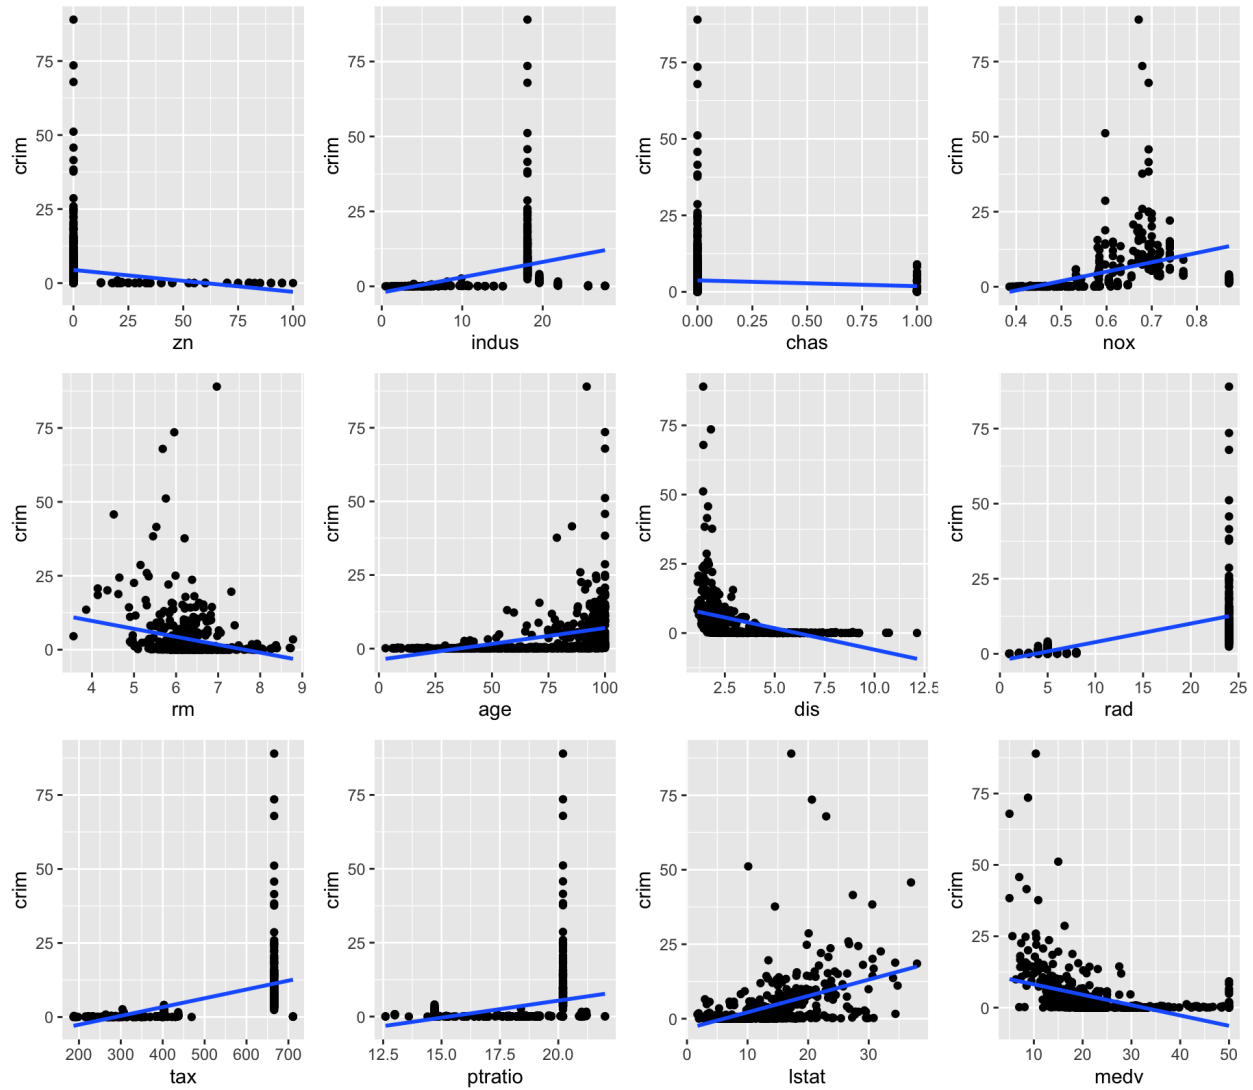 75
50
25
0
crim
0 25 50 75 100
zn
75
50
25
0
crim
0 10 20
indus
75
50
25
0
crim
0.00 0.25 0.50 0.75 1.00
chas
75
50
25
0
crim
0.4 0.5 0.6 0.7 0.8
nox
75
50
25
0
crim
4 5 6 7 8 9
rm
75
50
25
0
crim
0 25 50 75 100
age
75
50
25
0
crim
2.5 5.0 7.5 10.0 12.5
dis
75
50
25
0
crim
0 5 10 15 20 25
rad
75
50
25
0
crim
200 300 400 500 600 700
tax
75
50
25
0
crim
12.5 15.0 17.5 20.0
ptratio
75
50
25
0
crim
0 10 20 30
lstat
75
50
25
0
crim
10 20 30 40 50
medv